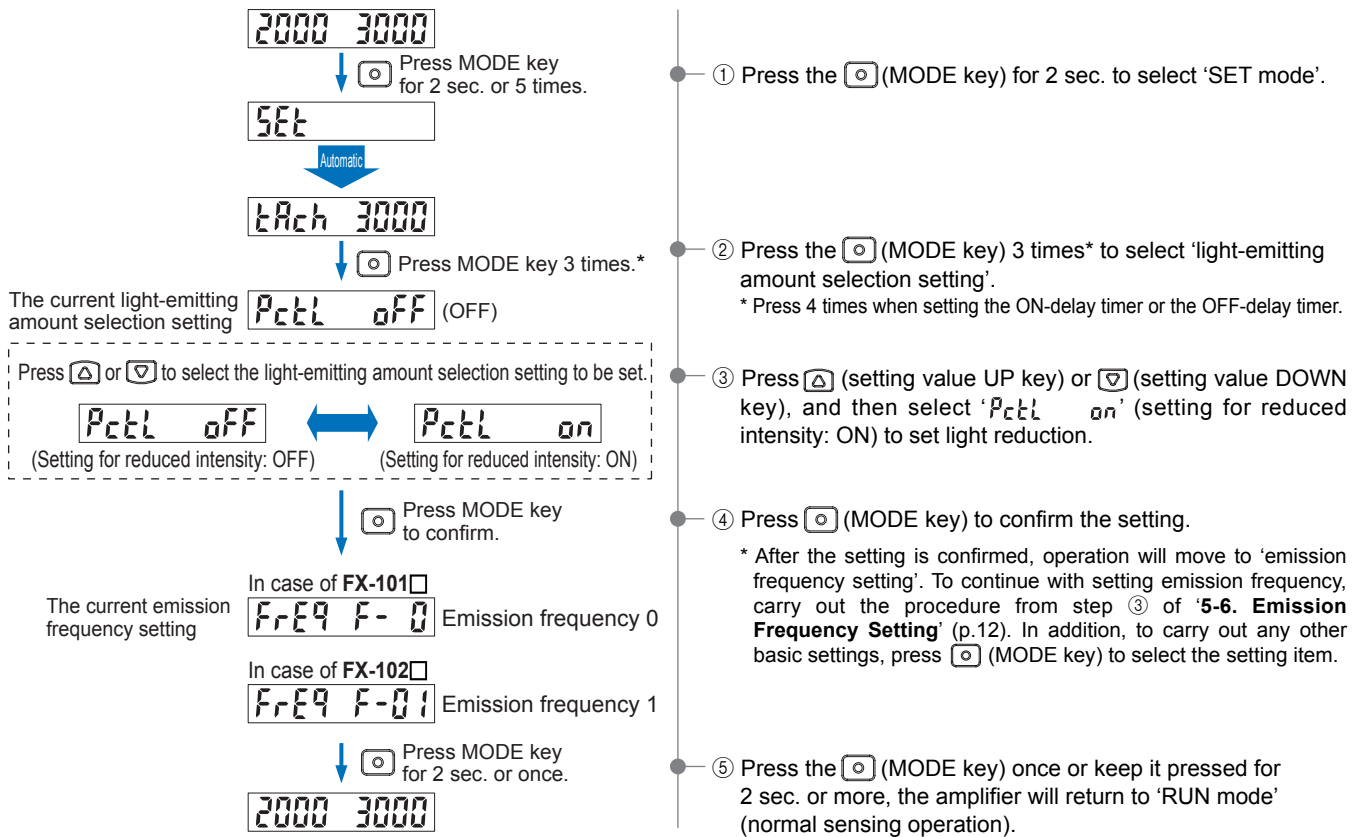 2000 3000
Press MODE key
for 2 sec. or 5 times.
SEt
Automatic
tAch 3000
Press MODE key 3 times.*
The current light-emitting
amount selection setting
PctL oFF (OFF)
Press or to select the light-emitting amount selection setting to be set.
PctL oFF PctL on
(Setting for reduced intensity: OFF) (Setting for reduced intensity: ON)
Press MODE key
to confirm.
In case of FX-101□
The current emission
frequency setting
FrEq F- 0 Emission frequency 0
In case of FX-102□
FrEq F-01 Emission frequency 1
Press MODE key
for 2 sec. or once.
2000 3000
① Press the (MODE key) for 2 sec. to select ‘SET mode’.
② Press the (MODE key) 3 times* to select ‘light-emitting
amount selection setting’.
* Press 4 times when setting the ON-delay timer or the OFF-delay timer.
③ Press (setting value UP key) or (setting value DOWN
key), and then select ‘PctL on’ (setting for reduced
intensity: ON) to set light reduction.
④ Press (MODE key) to confirm the setting.
* After the setting is confirmed, operation will move to ‘emission
frequency setting’. To continue with setting emission frequency,
carry out the procedure from step ③ of ‘5-6. Emission
Frequency Setting’ (p.12). In addition, to carry out any other
basic settings, press (MODE key) to select the setting item.
⑤ Press the (MODE key) once or keep it pressed for
2 sec. or more, the amplifier will return to ‘RUN mode’
(normal sensing operation).